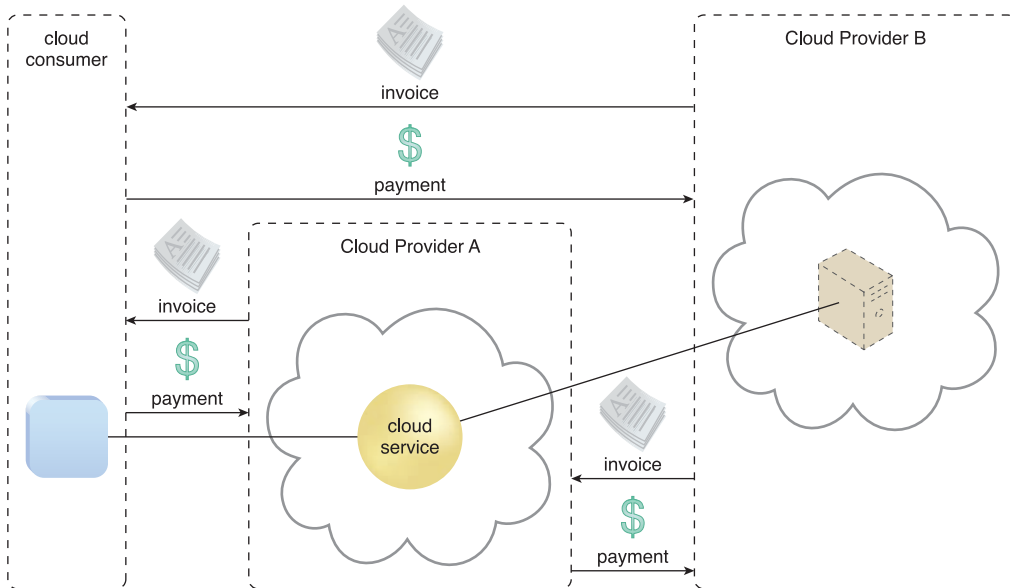 cloud
consumer
invoice
$
payment
Cloud Provider B
invoice
$
payment
Cloud Provider A
cloud
service
invoice
$
payment